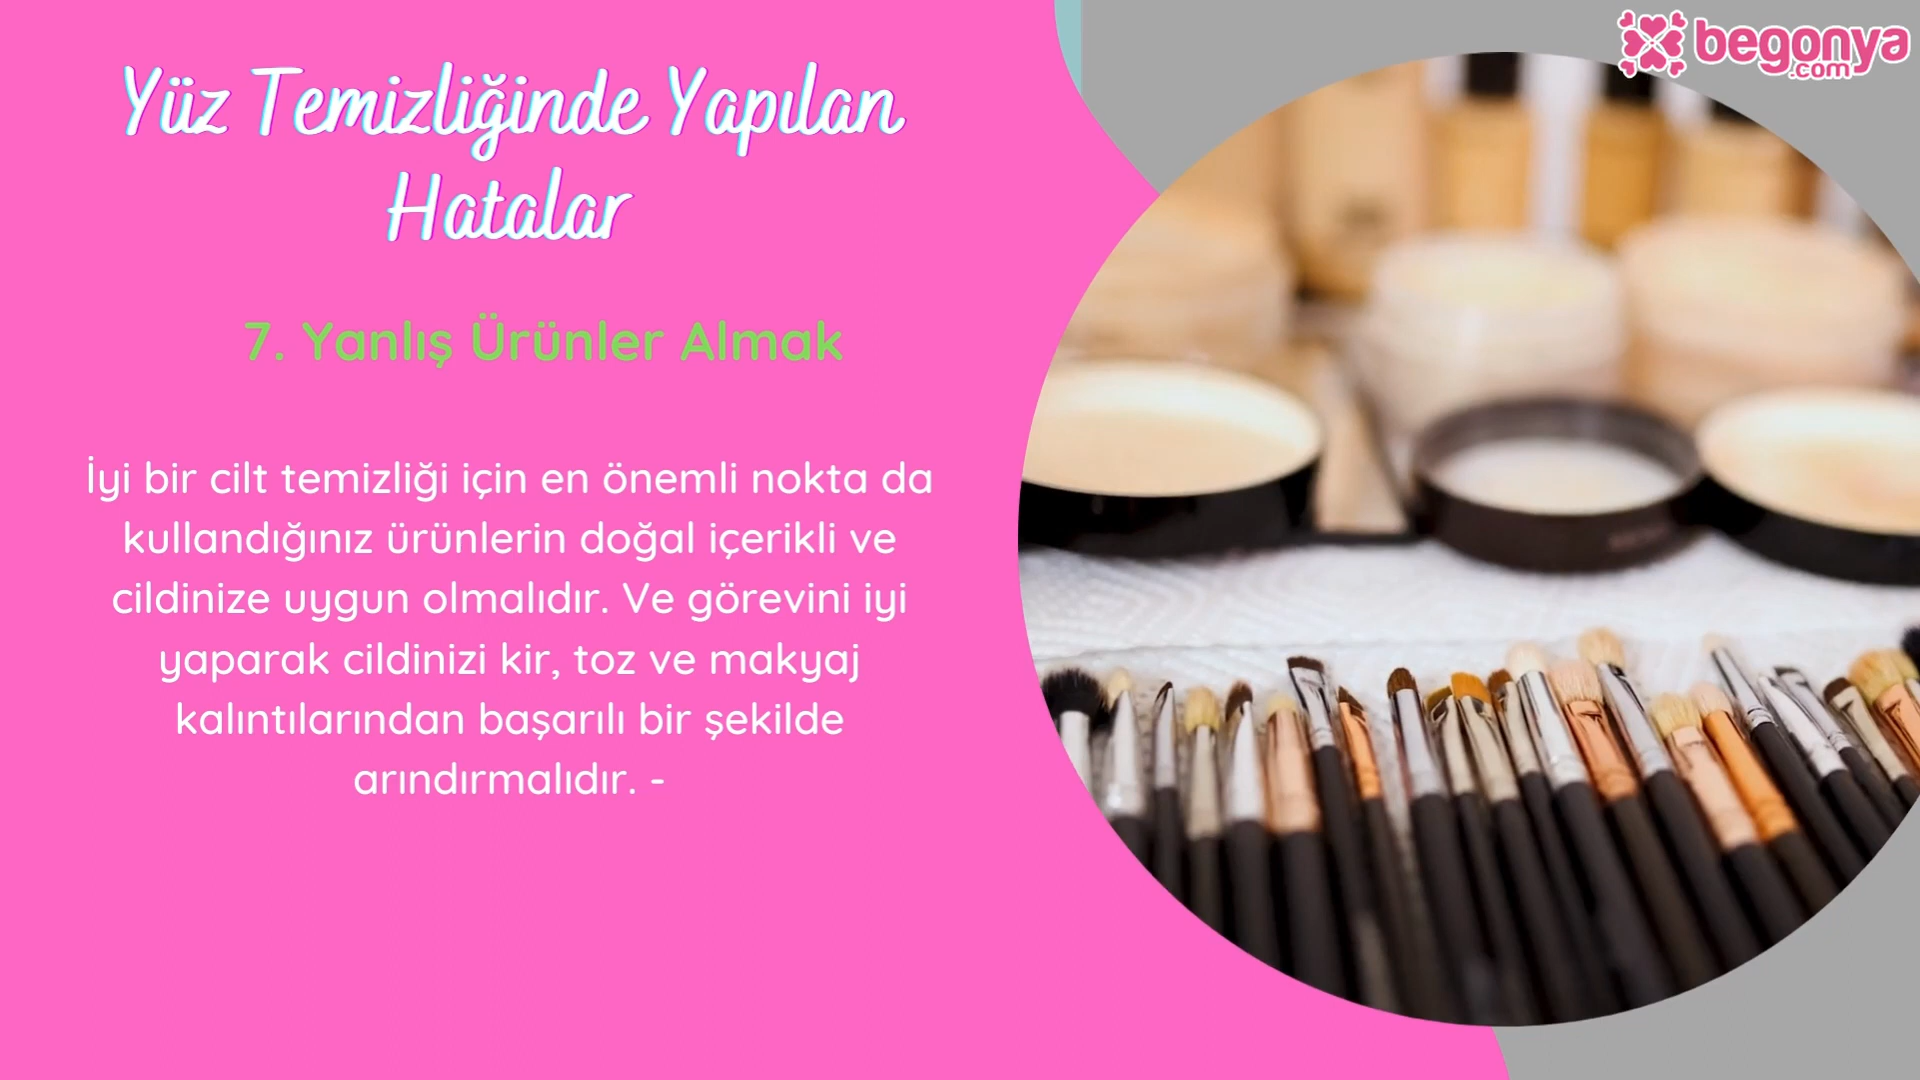 begonya
.com
Yüz Temizliğinde Yapılan
Hatalar
7. Yanlış Ürünler Almak
İyi bir cilt temizliği için en önemli nokta da
kullandığınız ürünlerin doğal içerikli ve
cildinize uygun olmalıdır. Ve görevini iyi
yaparak cildinizi kir, toz ve makyaj
kalıntılarından başarılı bir şekilde
arındırmalıdır. -